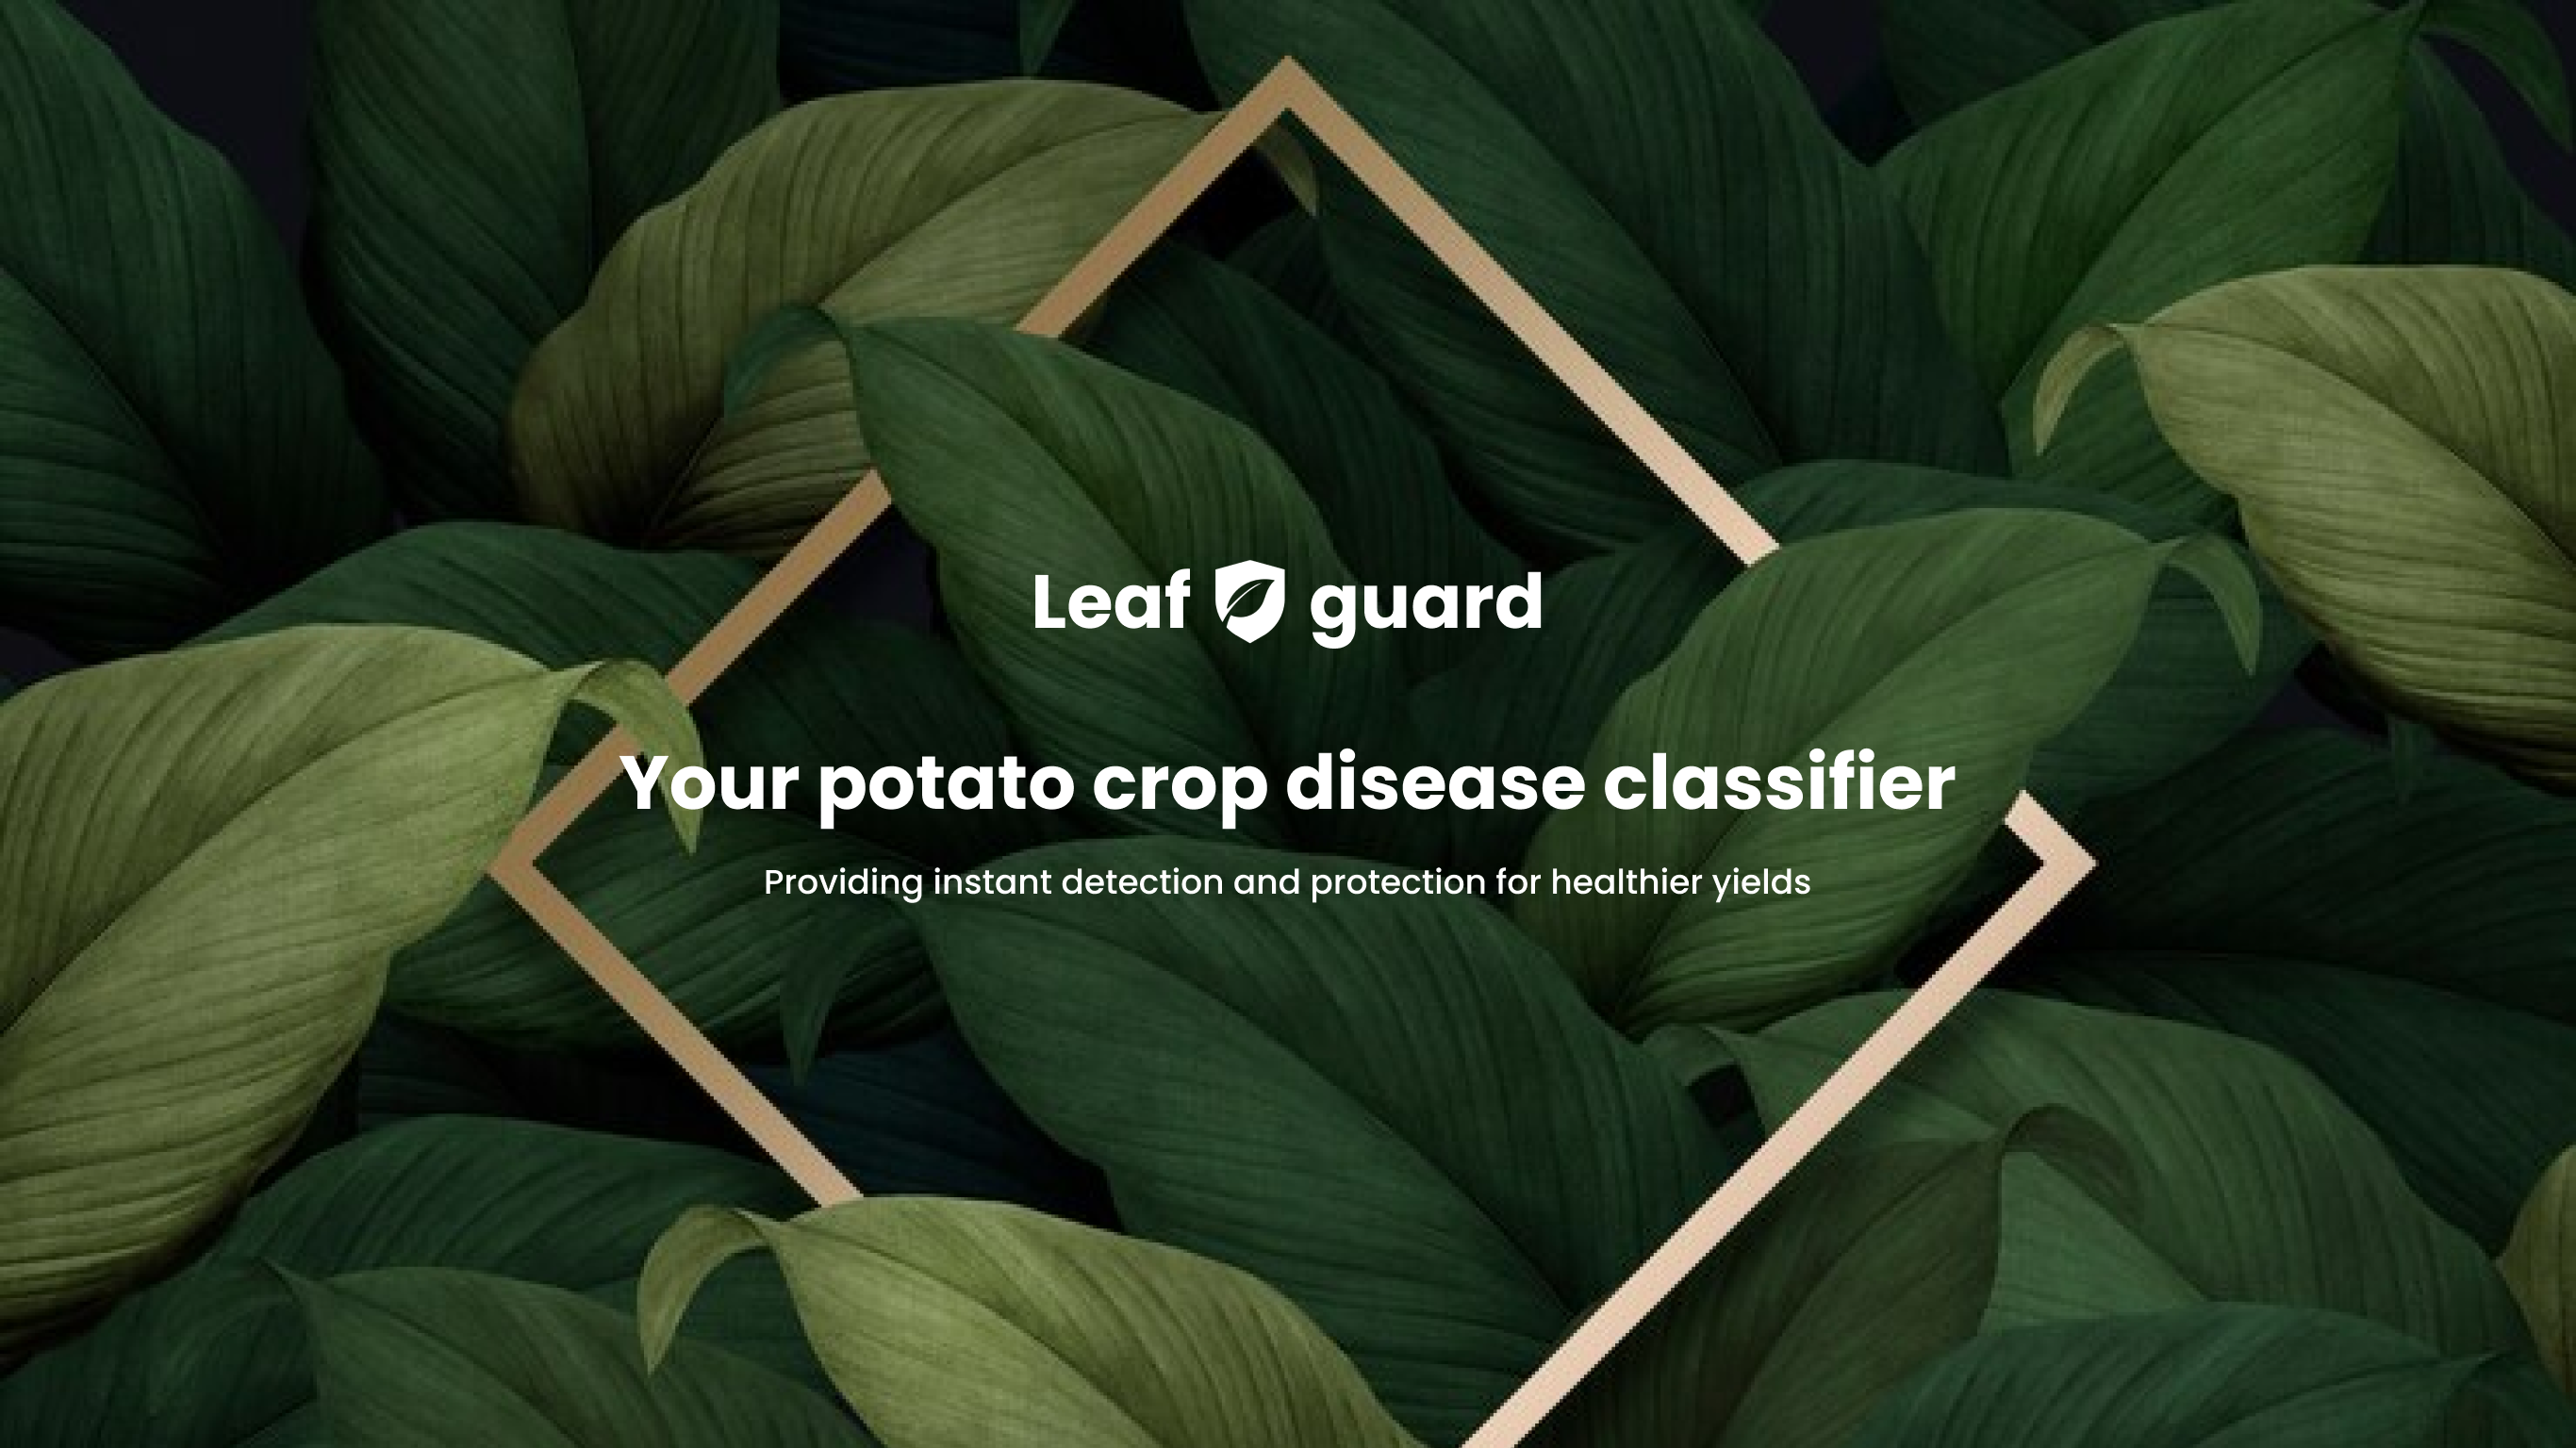 Leaf guard
Your potato crop disease classifier
Providing instant detection and protection for healthier yields